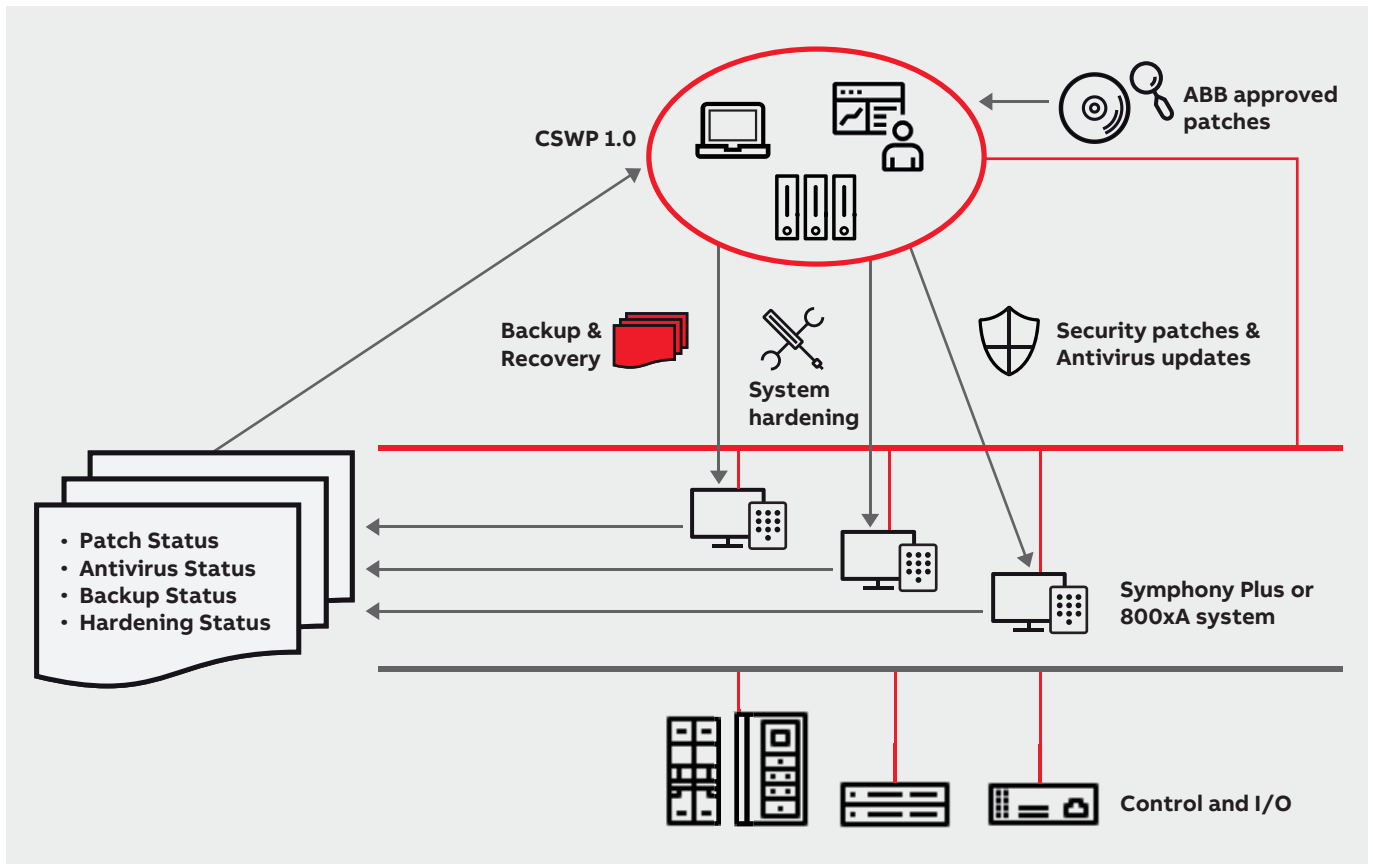 ABB approved
patches
CSWP 1.0
Backup &
Recovery
System
hardening
Security patches &
Antivirus updates
• Patch Status
• Antivirus Status
• Backup Status
• Hardening Status
Symphony Plus or
800xA system
Control and I/O